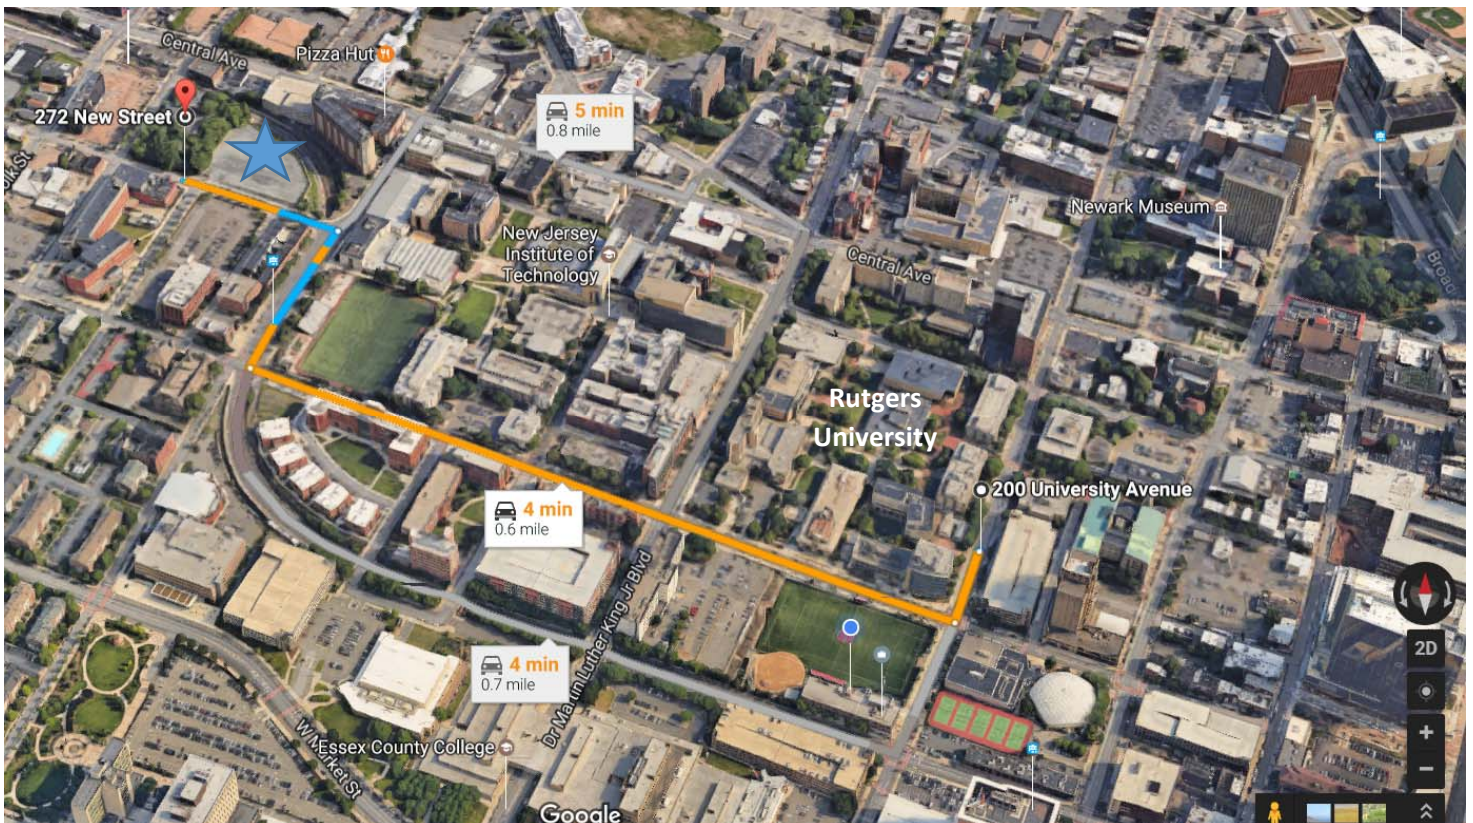 Central Ave
Pizza Hut
272 New Street
5 min
0.8 mile
New Jersey
Institute of
Technology
Newark Museum
Central Ave
Broad
Rutgers
University
200 University Avenue
4 min
0.6 mile
Dr Martin Luther King Jr Blvd
4 min
0.7 mile
2D
Essex County College
W Market St
Google